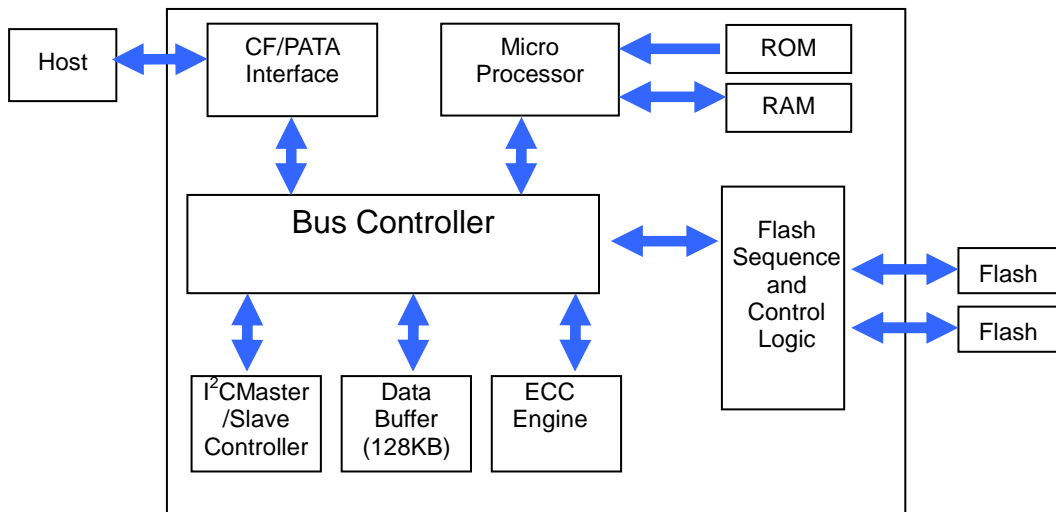 Host
CF/PATA
Interface
Micro
Processor
ROM
RAM
Bus Controller
Flash
Sequence
and
Control
Logic
Flash
Flash
I²CMaster
/Slave
Controller
Data
Buffer
(128KB)
ECC
Engine